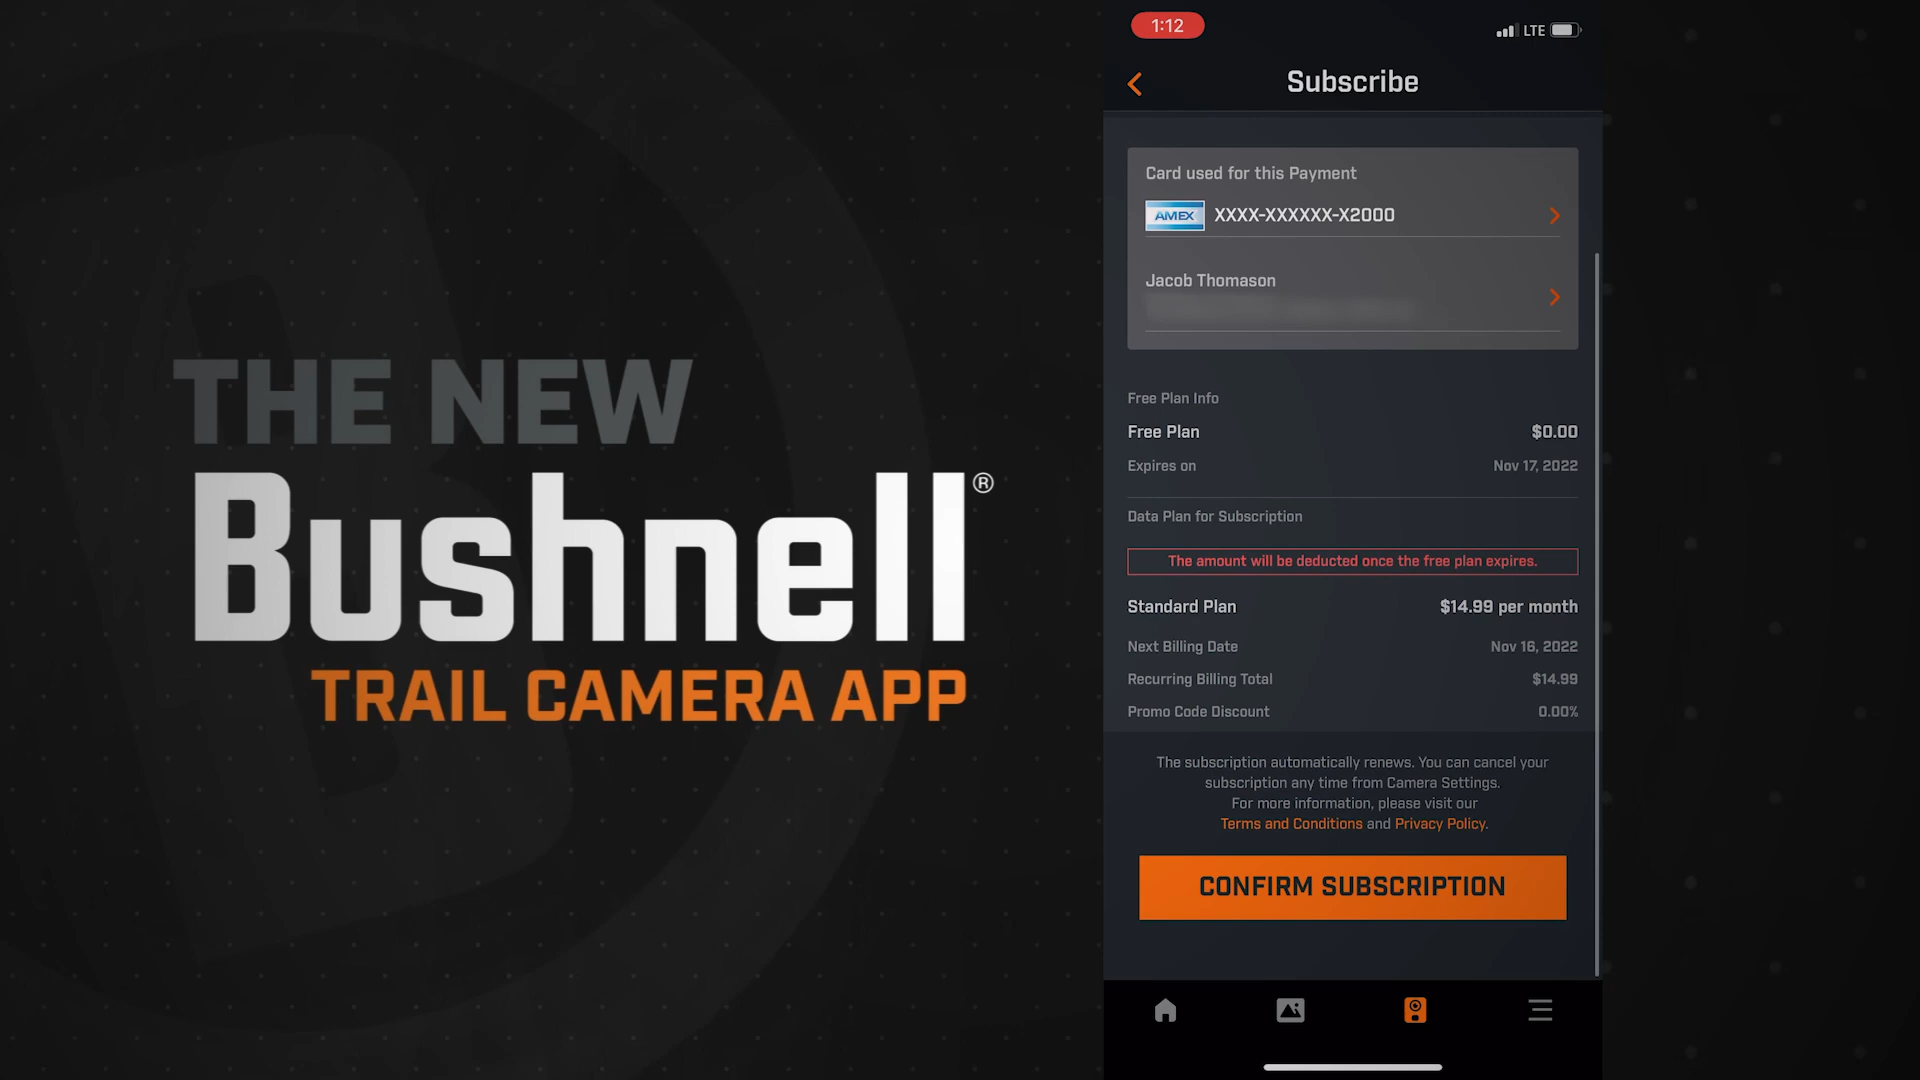 THE NEW
Bushnell®
TRAIL CAMERA APP
1:12
LTE
Subscribe
Card used for this Payment
AMEX XXXX-XXXXXX-X2000
Jacob Thomason
Free Plan Info
Free Plan $0.00
Expires on Nov 17, 2022
Data Plan for Subscription
The amount will be deducted once the free plan expires.
Standard Plan $14.99 per month
Next Billing Date Nov 16, 2022
Recurring Billing Total $14.99
Promo Code Discount 0.00%
The subscription automatically renews. You can cancel your
subscription any time from Camera Settings.
For more information, please visit our
Terms and Conditions and Privacy Policy.
CONFIRM SUBSCRIPTION